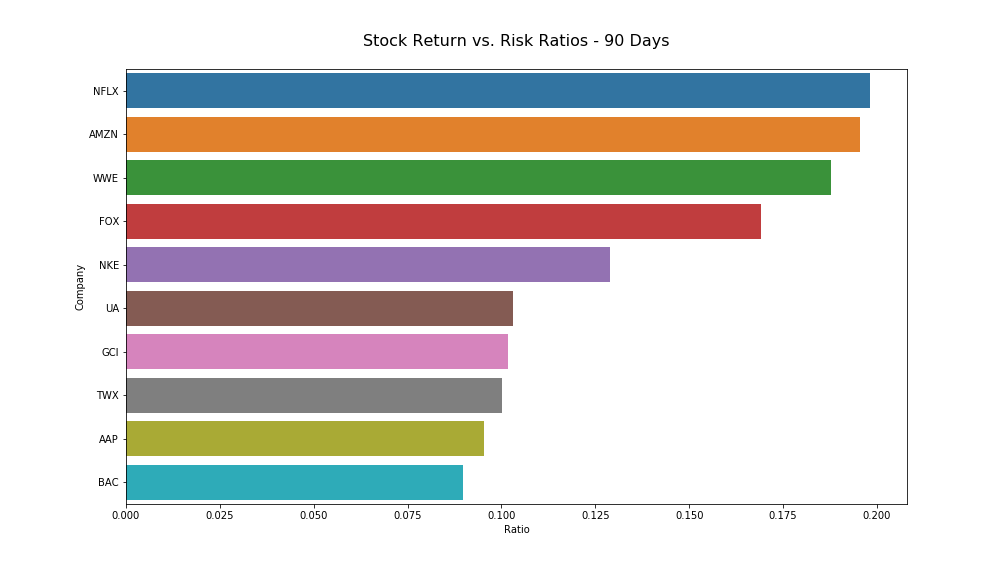 Stock Return vs. Risk Ratios - 90 Days
NFLX
AMZN
WWE
FOX
NKE
UA
GCI
TWX
AAP
BAC
Company
0.000 0.025 0.050 0.075 0.100 0.125 0.150 0.175 0.200
Ratio